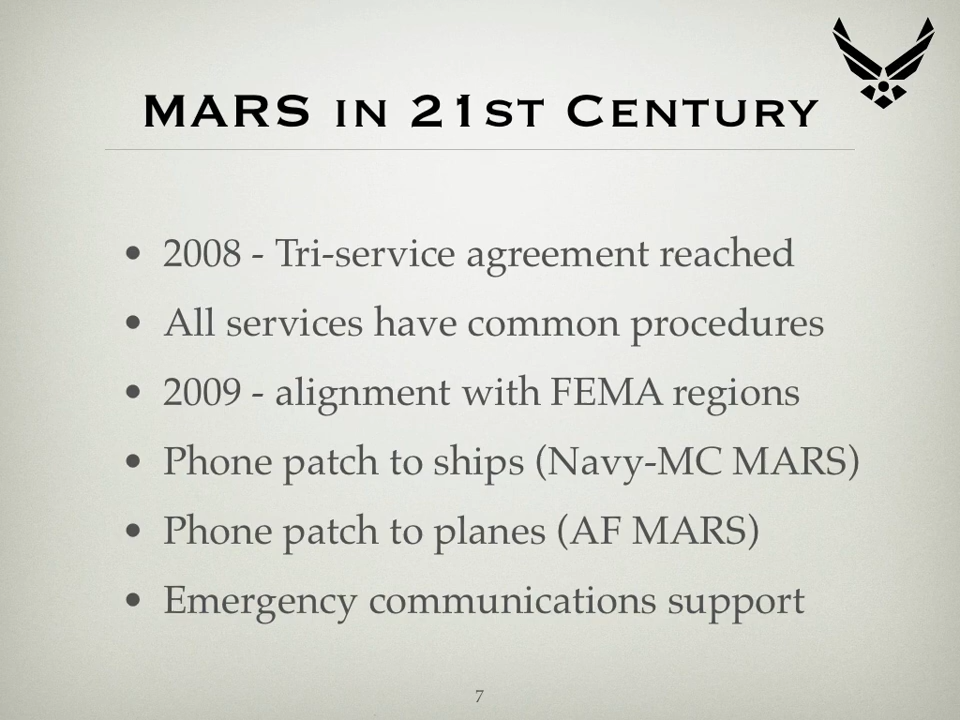 MARS in 21st Century
• 2008 - Tri-service agreement reached
• All services have common procedures
• 2009 - alignment with FEMA regions
• Phone patch to ships (Navy-MC MARS)
• Phone patch to planes (AF MARS)
• Emergency communications support
7